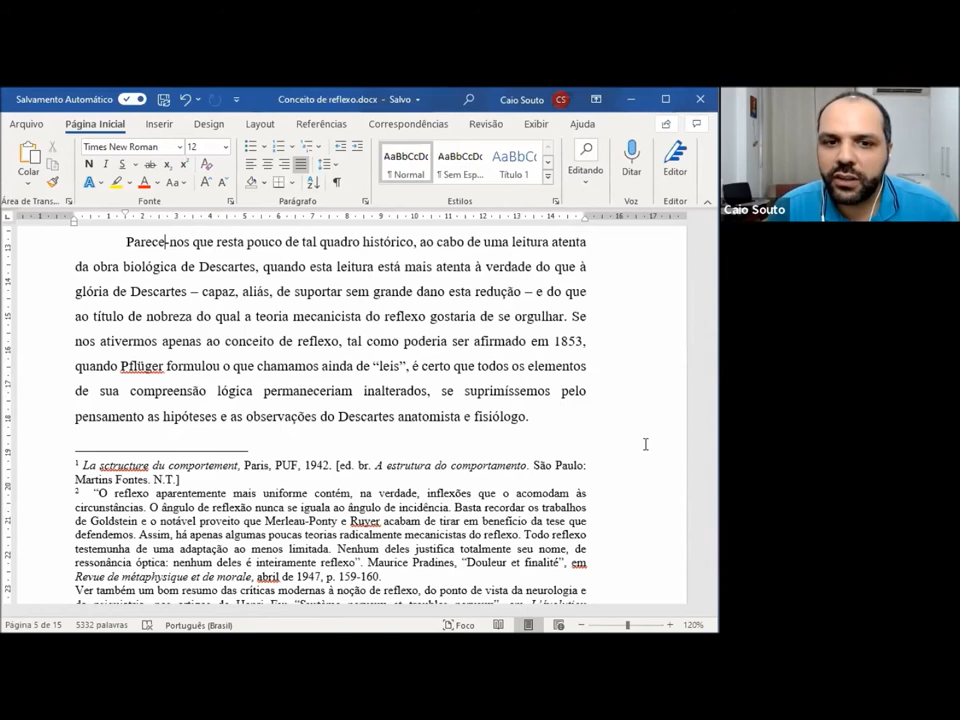 Salvamento Automático
Conceito de reflexo.docx - Salvo
Caio Souto CS
Arquivo Página Inicial Inserir Design Layout Referências Correspondências Revisão Exibir Ajuda
Times New Roman 12
AaBbCcDc AaBbCcDc AaBbCc
N I S ab x₂ x²
¶ Normal ¶ Sem Esp... Título 1
Colar
Editando
Ditar
Editor
A A Aa A A
Área de Trans... Fonte Parágrafo Estilos Voz Editor
Caio Souto
Parece-nos que resta pouco de tal quadro histórico, ao cabo de uma leitura atenta
da obra biológica de Descartes, quando esta leitura está mais atenta à verdade do que à
glória de Descartes – capaz, aliás, de suportar sem grande dano esta redução – e do que
ao título de nobreza do qual a teoria mecanicista do reflexo gostaria de se orgulhar. Se
nos ativermos apenas ao conceito de reflexo, tal como poderia ser afirmado em 1853,
quando Pflüger formulou o que chamamos ainda de “leis”, é certo que todos os elementos
de sua compreensão lógica permaneceriam inalterados, se suprimíssemos pelo
pensamento as hipóteses e as observações do Descartes anatomista e fisiólogo.
1 La sctructure du comportement, Paris, PUF, 1942. [ed. br. A estrutura do comportamento. São Paulo:
Martins Fontes. N.T.]
2 “O reflexo aparentemente mais uniforme contém, na verdade, inflexões que o acomodam às
circunstâncias. O ângulo de reflexão nunca se iguala ao ângulo de incidência. Basta recordar os trabalhos
de Goldstein e o notável proveito que Merleau-Ponty e Ruyer acabam de tirar em benefício da tese que
defendemos. Assim, há apenas algumas poucas teorias radicalmente mecanicistas do reflexo. Todo reflexo
testemunha de uma adaptação ao menos limitada. Nenhum deles justifica totalmente seu nome, de
ressonância óptica: nenhum deles é inteiramente reflexo”. Maurice Pradines, “Douleur et finalité”, em
Revue de métaphysique et de morale, abril de 1947, p. 159-160.
Ver também um bom resumo das críticas modernas à noção de reflexo, do ponto de vista da neurologia e
Página 5 de 15 5332 palavras Português (Brasil) Foco 120%